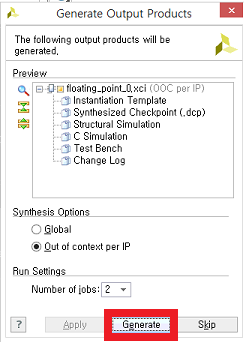 Generate Output Products
The following output products will be
generated.
Preview
floating_point_0.xci (OOC per IP)
Instantiation Template
Synthesized Checkpoint (.dcp)
Structural Simulation
C Simulation
Test Bench
Change Log
Synthesis Options
Global
Out of context per IP
Run Settings
Number of jobs: 2
? Apply Generate Skip